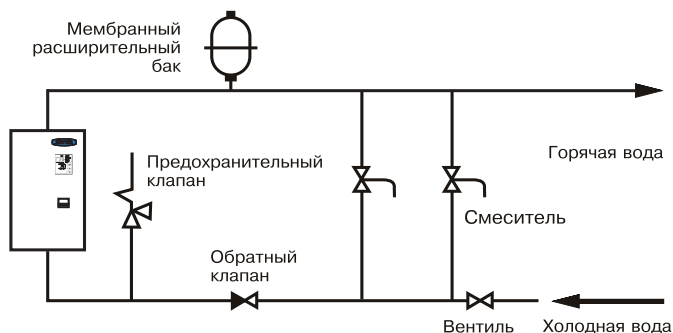 Мембранный
расширительный
бак
Горячая вода
Предохранительный
клапан
Смеситель
Обратный
клапан
Вентиль
Холодная вода